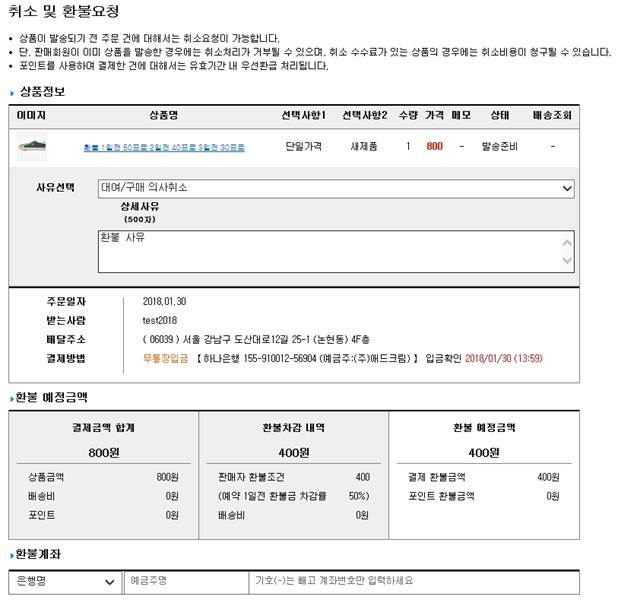 취소 및 환불요청
• 상품이 발송되기 전 주문 건에 대해서는 취소요청이 가능합니다.
• 단, 판매회원이 이미 상품을 발송한 경우에는 취소처리가 거부될 수 있으며, 취소 수수료가 있는 상품의 경우에는 취소비용이 청구될 수 있습니다.
• 포인트를 사용하며 결제한 건에 대해서는 유효기간 내 우선환급 처리됩니다.
상품정보
이미지 상품명 선택사항1 선택사항2 수량 가격 메모 상태 배송조회
환불 1일전 50프로 2일전 40프로 3일전 30프로 단일가격 새제품 1 800 - 발송준비 -
사유선택 대여/구매 의사취소
상세사유
(500자)
환불 사유
주문일자 2018.01.30
받는사람 test2018
배달주소 ( 06039 ) 서울 강남구 도산대로12길 25-1 (논현동) 4F층
결제방법 무통장입금 【 하나은행 155-910012-56904 (예금주:(주)애드크림) 】 입금확인 2018/01/30 (13:59)
환불 예정금액
결제금액 합계 환불차감 내역 환불 예정금액
800원 400원 400원
상품금액 800원 판매자 환불조건 400 결제 환불금액 400원
배송비 0원 (예약 1일전 환불금 차감률 50%) 포인트 환불금액 0원
포인트 0원 배송비 0원
환불계좌
은행명 예금주명 기호(-)는 빼고 계좌번호만 입력하세요